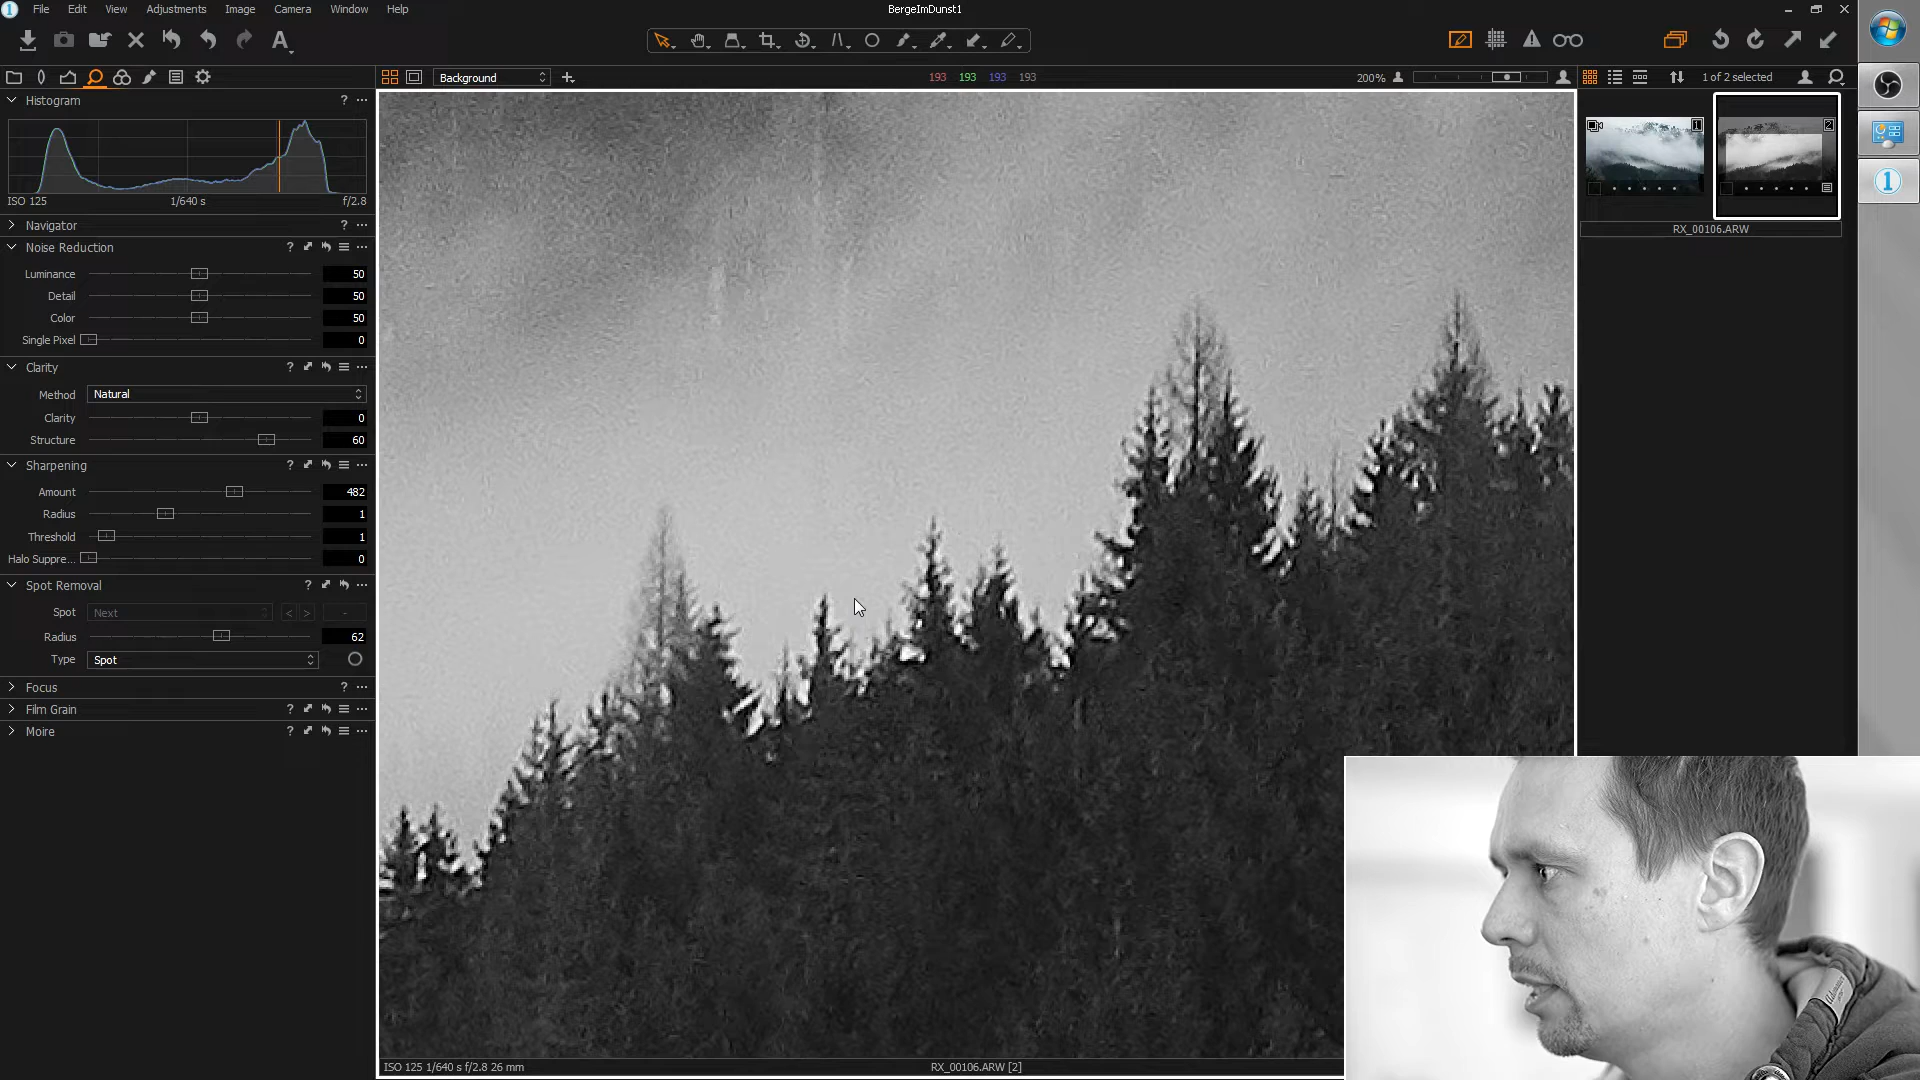 File Edit View Adjustments Image Camera Window Help
BergeImDunst1
A
Background
193 193 193 193
200%
1 of 2 selected
Histogram
ISO 125 1/640 s f/2.8
Navigator
Noise Reduction
Luminance 50
Detail 50
Color 50
Single Pixel 0
Clarity
Method Natural
Clarity 0
Structure 60
Sharpening
Amount 482
Radius 1
Threshold 1
Halo Suppre... 0
Spot Removal
Spot Next < > -
Radius 62
Type Spot
Focus
Film Grain
Moire
1
2
RX_00106.ARW
1
ISO 125 1/640 s f/2.8 26 mm
RX_00106.ARW [2]